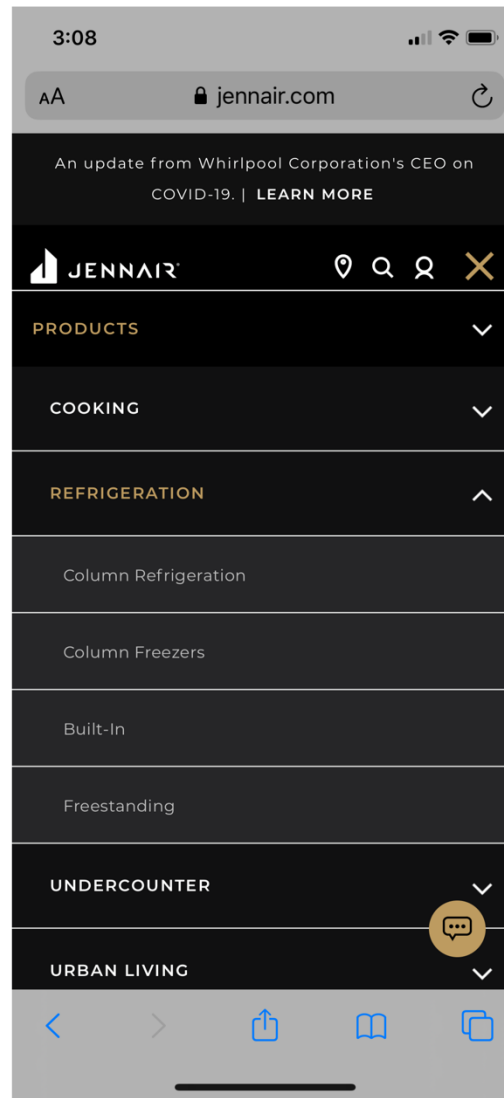 3:08
AA jennair.com
An update from Whirlpool Corporation's CEO on
COVID-19. | LEARN MORE
JENNAIR®
PRODUCTS
COOKING
REFRIGERATION
Column Refrigeration
Column Freezers
Built-In
Freestanding
UNDERCOUNTER
URBAN LIVING